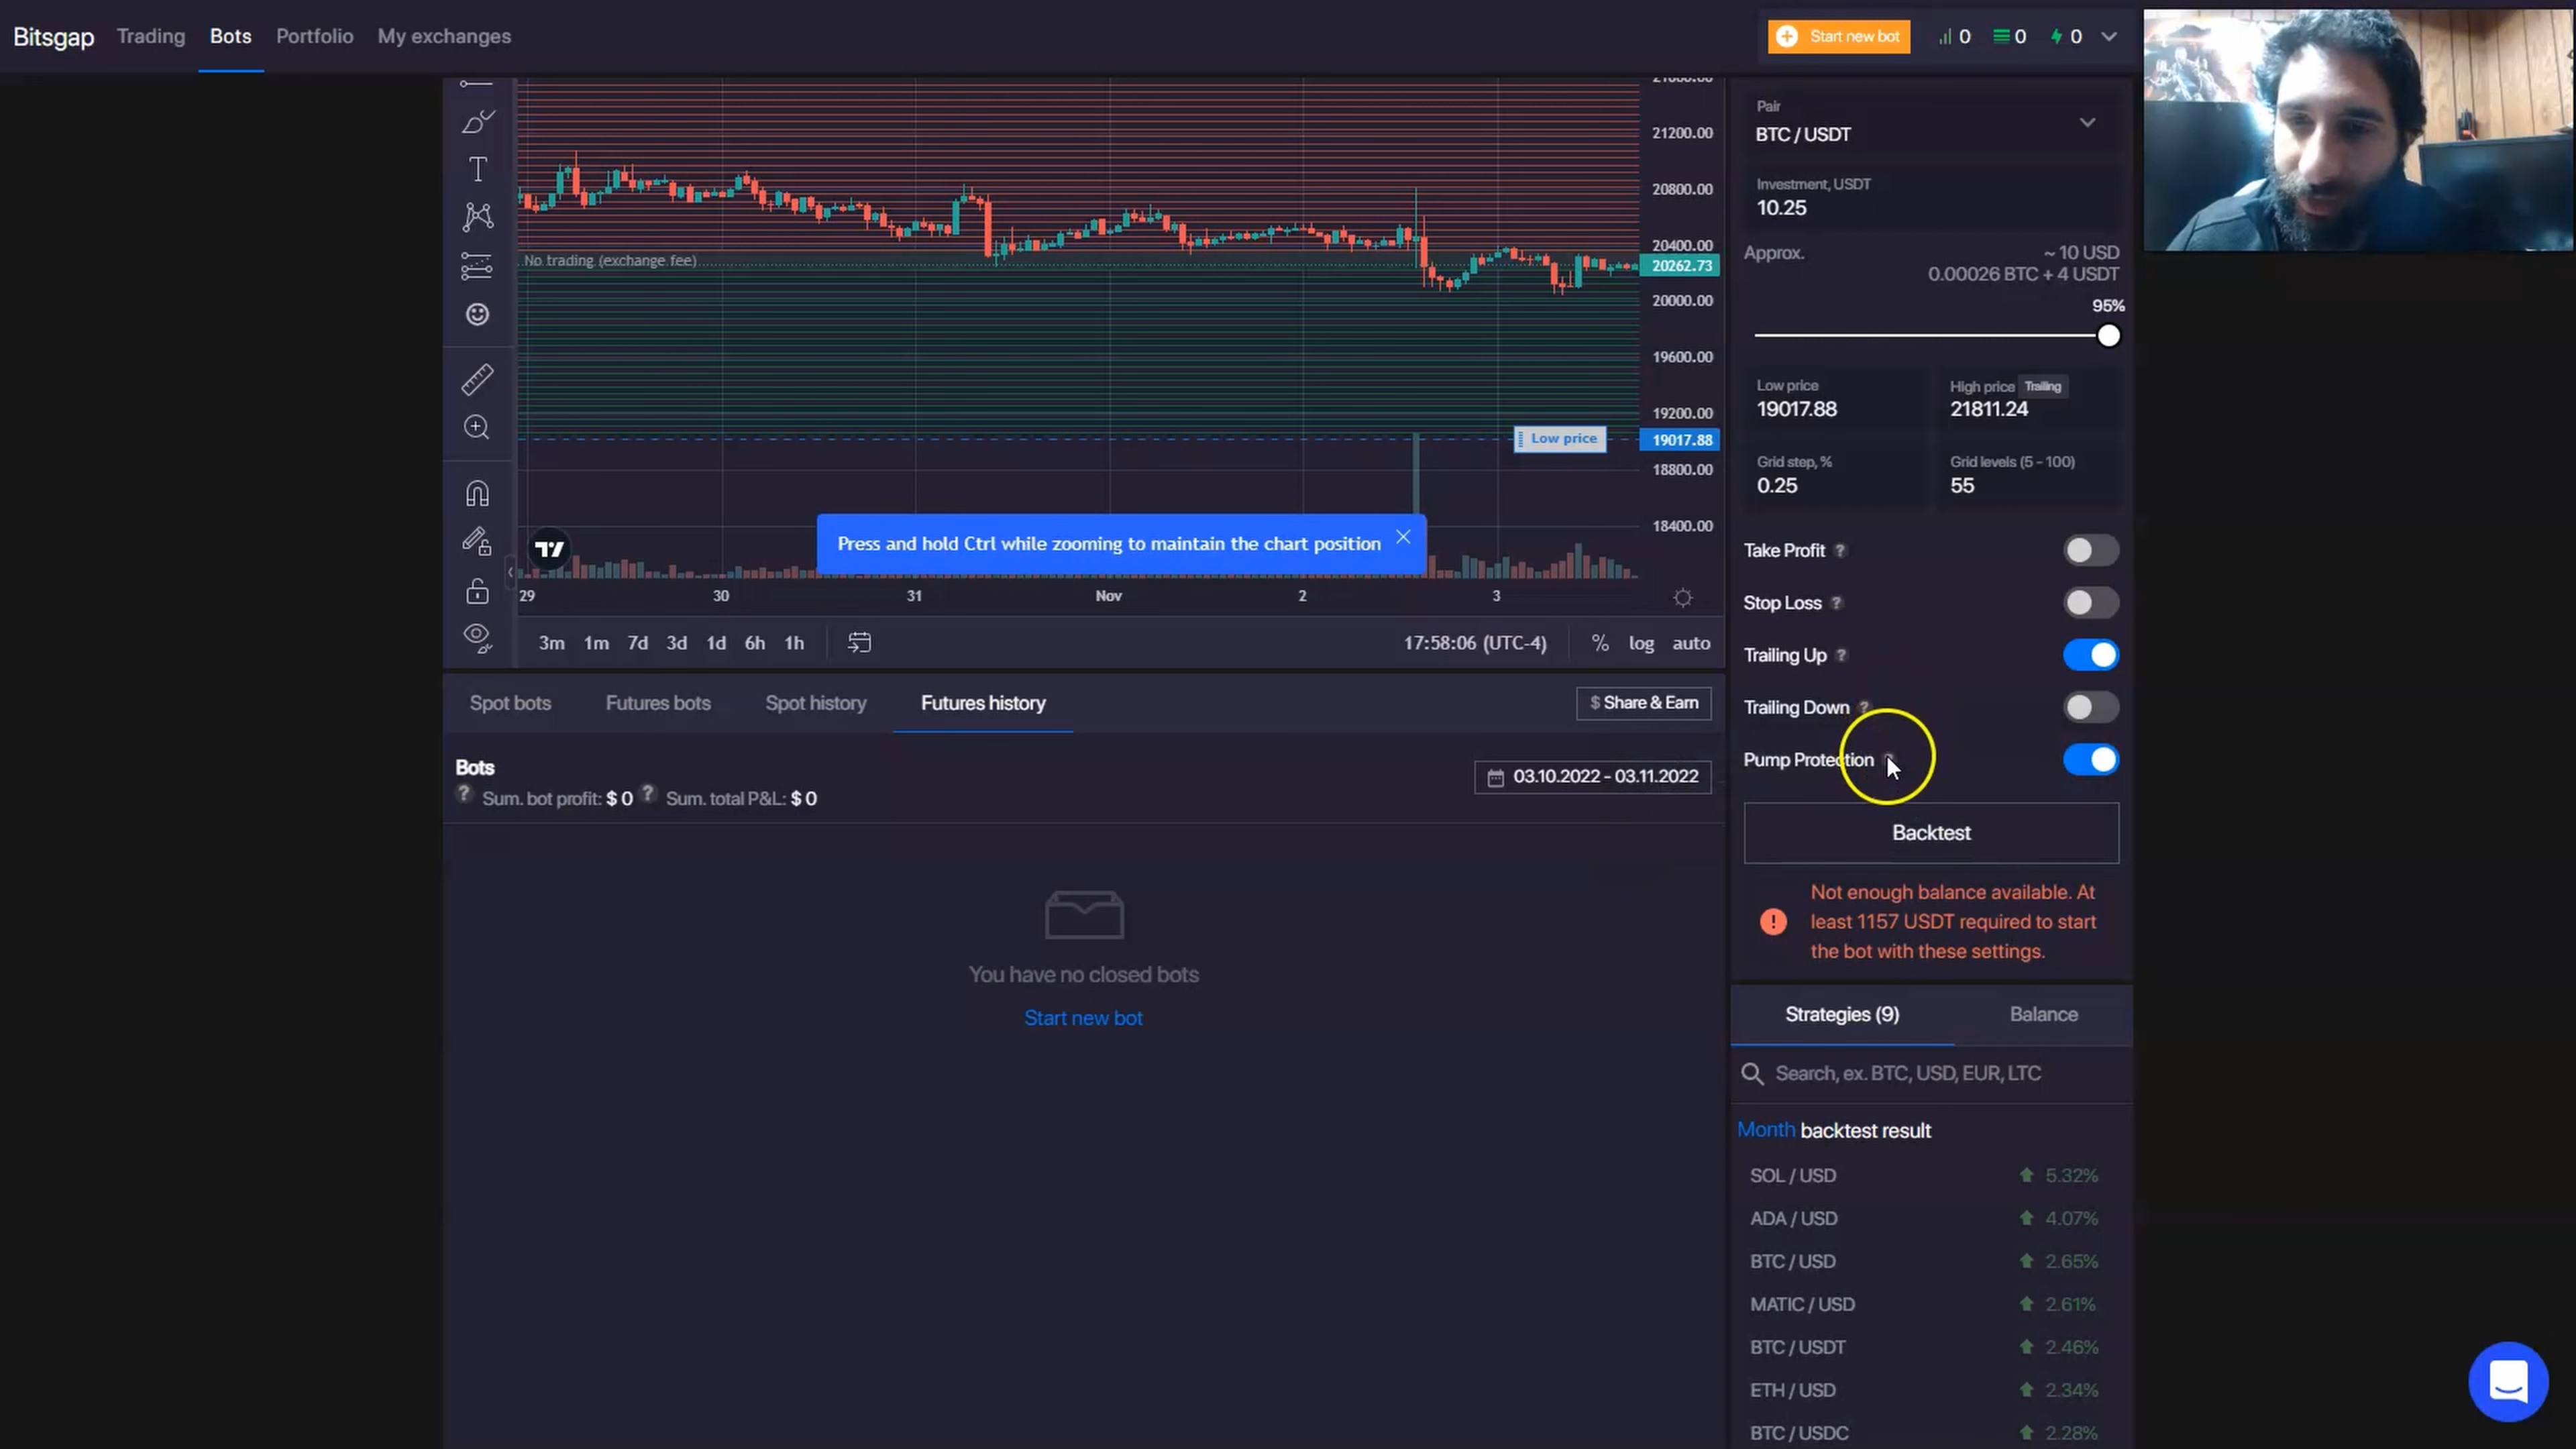 Bitsgap
Trading
Bots
Portfolio
My exchanges
Start new bot
0
0
0
21200.00
20800.00
20400.00
20262.73
20000.00
19600.00
19200.00
19017.88
18800.00
18400.00
No trading (exchange fee)
Low price
Press and hold Ctrl while zooming to maintain the chart position
29
30
31
Nov
2
3
3m
1m
7d
3d
1d
6h
1h
17:58:06 (UTC-4)
%
log
auto
Pair
BTC / USDT
Investment, USDT
10.25
Approx.
~ 10 USD
0.00026 BTC + 4 USDT
95%
Low price
19017.88
High price Trailing
21811.24
Grid step, %
0.25
Grid levels (5 - 100)
55
Take Profit ?
Stop Loss ?
Trailing Up ?
Trailing Down ?
Pump Protection
Backtest
Not enough balance available. At
least 1157 USDT required to start
the bot with these settings.
Spot bots
Futures bots
Spot history
Futures history
$ Share & Earn
Bots
03.10.2022 - 03.11.2022
? Sum. bot profit: $ 0 ? Sum. total P&L: $ 0
You have no closed bots
Start new bot
Strategies (9)
Balance
Search, ex. BTC, USD, EUR, LTC
Month backtest result
SOL / USD 5.32%
ADA / USD 4.07%
BTC / USD 2.65%
MATIC / USD 2.61%
BTC / USDT 2.46%
ETH / USD 2.34%
BTC / USDC 2.28%